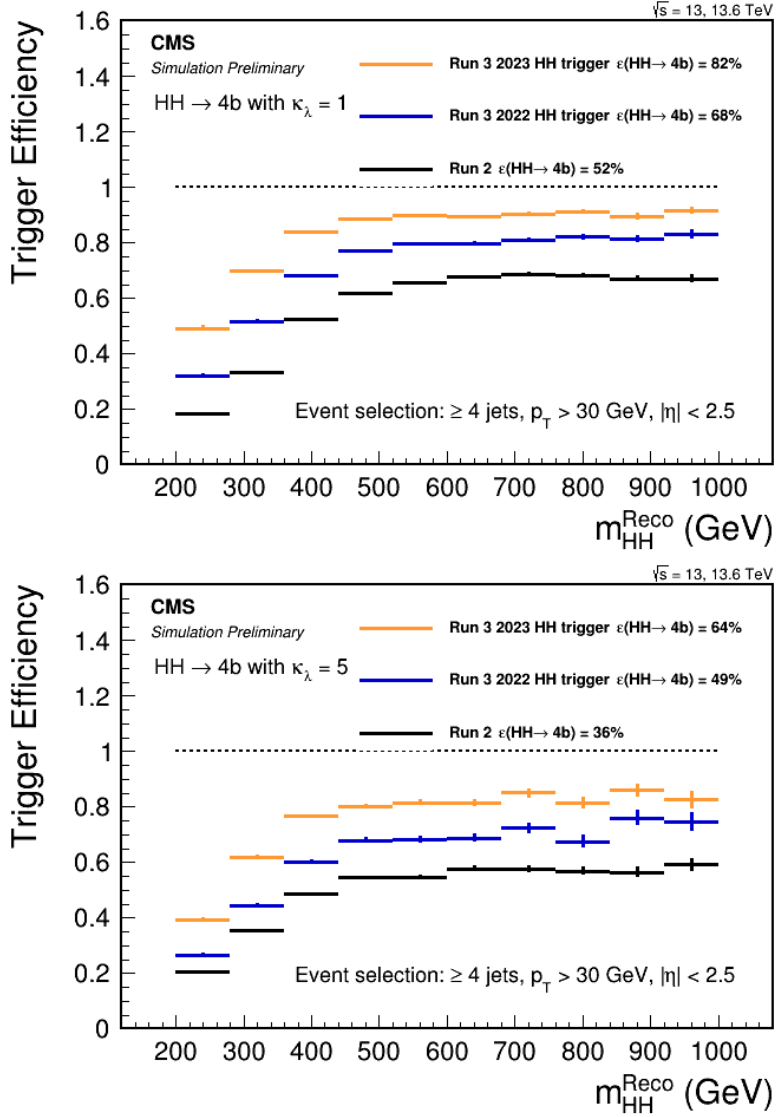 √s = 13, 13.6 TeV
CMS
Simulation Preliminary
HH → 4b with κλ = 1
Run 3 2023 HH trigger ε(HH→ 4b) = 82%
Run 3 2022 HH trigger ε(HH→ 4b) = 68%
Run 2 ε(HH→ 4b) = 52%
Trigger Efficiency
1.6
1.4
1.2
1
0.8
0.6
0.4
0.2
0
Event selection: ≥ 4 jets, pT > 30 GeV, |η| < 2.5
200 300 400 500 600 700 800 900 1000
mHH^Reco (GeV)
√s = 13, 13.6 TeV
CMS
Simulation Preliminary
HH → 4b with κλ = 5
Run 3 2023 HH trigger ε(HH→ 4b) = 64%
Run 3 2022 HH trigger ε(HH→ 4b) = 49%
Run 2 ε(HH→ 4b) = 36%
Trigger Efficiency
1.6
1.4
1.2
1
0.8
0.6
0.4
0.2
0
Event selection: ≥ 4 jets, pT > 30 GeV, |η| < 2.5
200 300 400 500 600 700 800 900 1000
mHH^Reco (GeV)